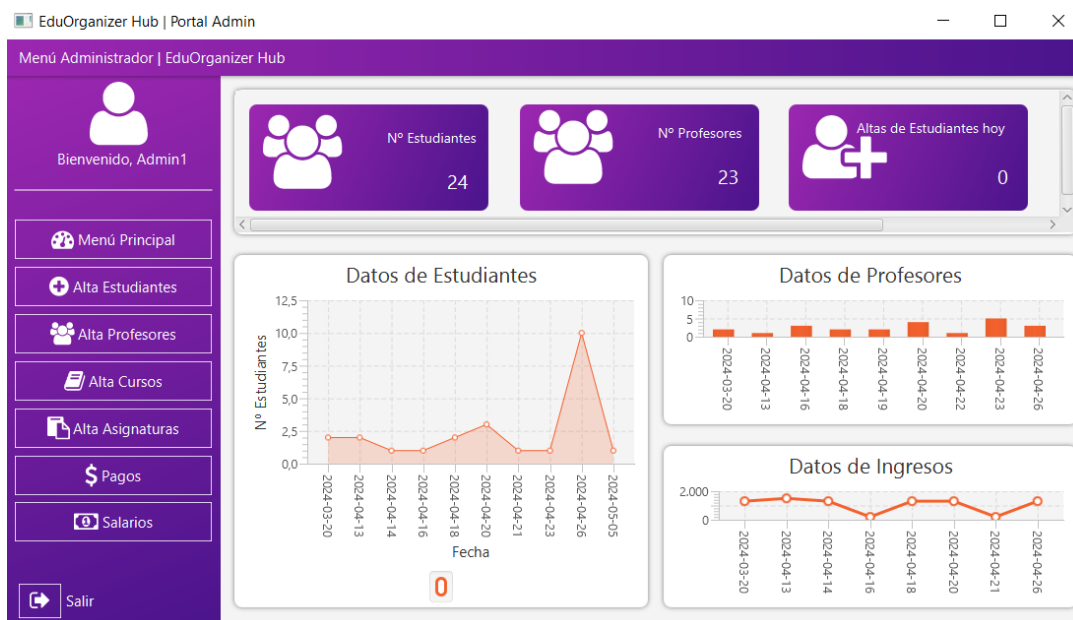 EduOrganizer Hub | Portal Admin
Menú Administrador | EduOrganizer Hub
Bienvenido, Admin1
Menú Principal
Alta Estudiantes
Alta Profesores
Alta Cursos
Alta Asignaturas
$ Pagos
Salarios
Salir
Nº Estudiantes
24
Nº Profesores
23
Altas de Estudiantes hoy
0
Datos de Estudiantes
Nº Estudiantes
12,5
10,0
7,5
5,0
2,5
0,0
2024-03-20
2024-04-13
2024-04-14
2024-04-16
2024-04-18
2024-04-20
2024-04-21
2024-04-23
2024-04-26
2024-05-05
Fecha
0
Datos de Profesores
10
5
0
2024-03-20
2024-04-13
2024-04-16
2024-04-18
2024-04-19
2024-04-20
2024-04-22
2024-04-23
2024-04-26
Datos de Ingresos
2.000
0
2024-03-20
2024-04-13
2024-04-14
2024-04-16
2024-04-18
2024-04-20
2024-04-21
2024-04-26